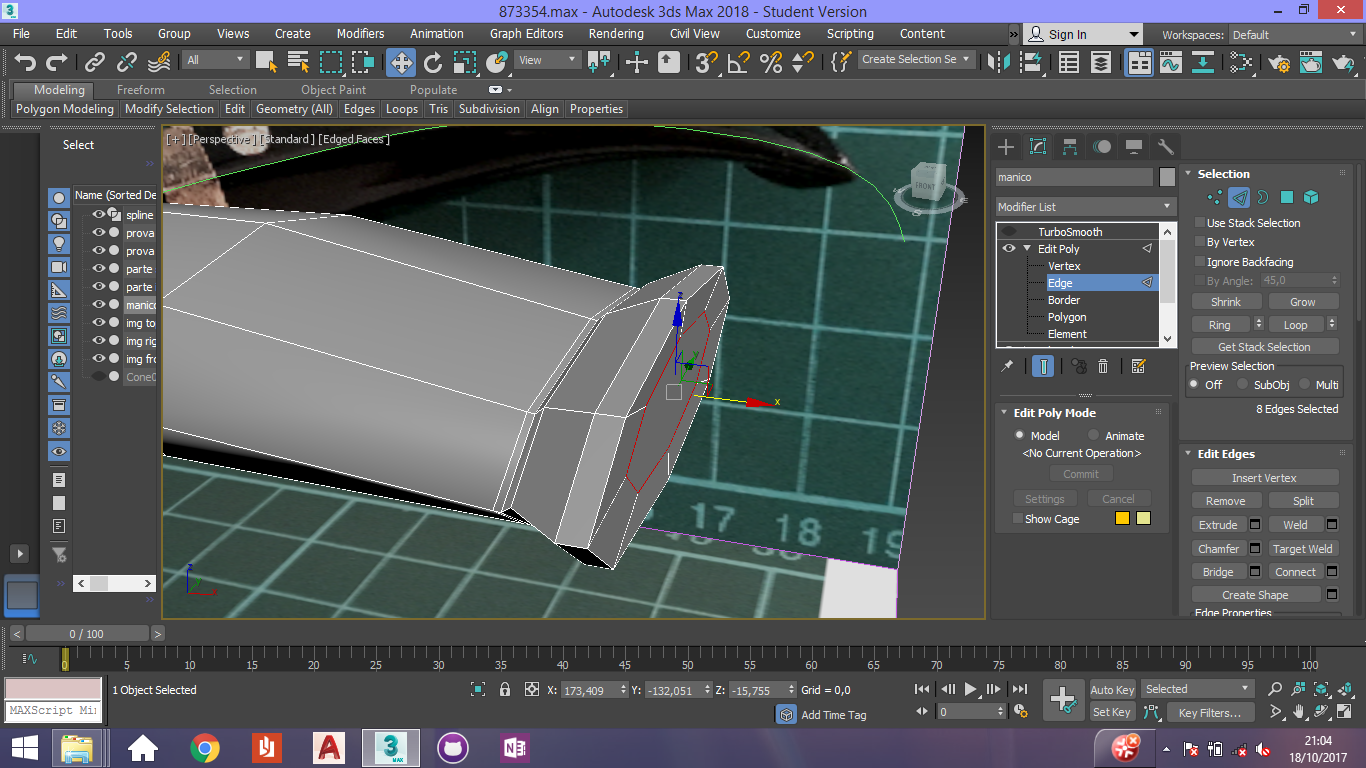 873354.max - Autodesk 3ds Max 2018 - Student Version
File Edit Tools Group Views Create Modifiers Animation Graph Editors Rendering Civil View Customize Scripting Content » Sign In Workspaces: Default
All View Create Selection Se
Modeling Freeform Selection Object Paint Populate
Polygon Modeling Modify Selection Edit Geometry (All) Edges Loops Tris Subdivision Align Properties
Select
Name (Sorted De
spline
prova
prova
parte
parte
manico
img top
img rig
img fro
ConeC
[+] [Perspective] [Standard] [Edged Faces]
FRONT
z
y
x
17 18 19
manico
Modifier List
TurboSmooth
Edit Poly
Vertex
Edge
Border
Polygon
Element
Edit Poly Mode
Model Animate
<No Current Operation>
Commit
Settings Cancel
Show Cage
Selection
Use Stack Selection
By Vertex
Ignore Backfacing
By Angle: 45,0
Shrink Grow
Ring Loop
Get Stack Selection
Preview Selection
Off SubObj Multi
8 Edges Selected
Edit Edges
Insert Vertex
Remove Split
Extrude Weld
Chamfer Target Weld
Bridge Connect
Create Shape
Edge Properties
< 0 / 100 >
0 5 10 15 20 25 30 35 40 45 50 55 60 65 70 75 80 85 90 95 100
1 Object Selected X: 173,409 Y: -132,051 Z: -15,755 Grid = 0,0 Auto Key Selected
MAXScript Mi
Add Time Tag 0 Set Key Key Filters...
21:04
18/10/2017